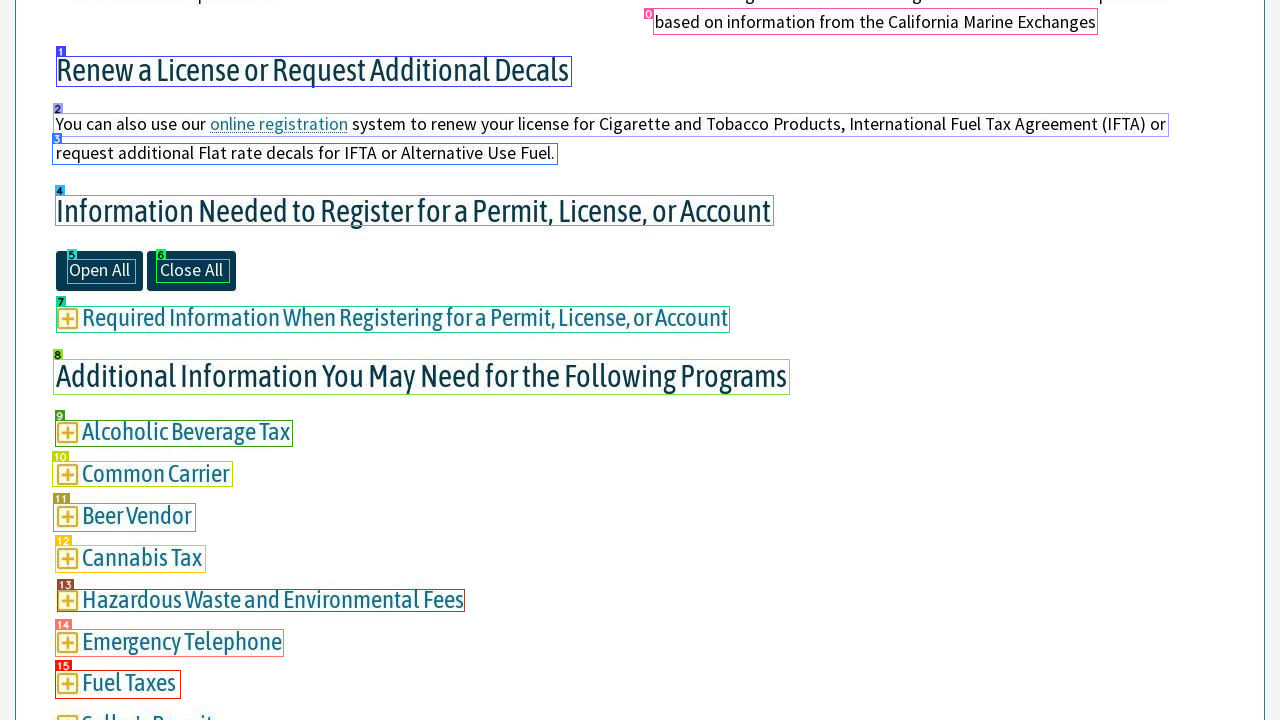 based on information from the California Marine Exchanges
Renew a License or Request Additional Decals
You can also use our online registration system to renew your license for Cigarette and Tobacco Products, International Fuel Tax Agreement (IFTA) or
request additional Flat rate decals for IFTA or Alternative Use Fuel.
Information Needed to Register for a Permit, License, or Account
Open All Close All
Required Information When Registering for a Permit, License, or Account
Additional Information You May Need for the Following Programs
Alcoholic Beverage Tax
Common Carrier
Beer Vendor
Cannabis Tax
Hazardous Waste and Environmental Fees
Emergency Telephone
Fuel Taxes